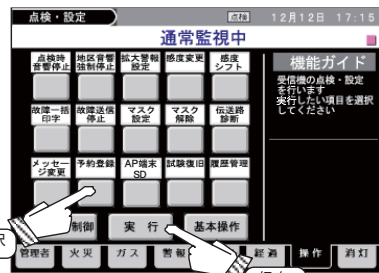 点検・設定 点検 12月12日 17:15
通常監視中
点検時音響停止 地区音響強制停止 拡大警報設定 感度変更 感度シフト
故障一括印字 故障送信停止 マスク設定 マスク解除 伝送路診断
メッセージ変更 予約登録 AP端末SD 試験復旧 履歴管理
機能ガイド
受信機の点検・設定
を行います
実行したい項目を選択
してください
択 制御 実行 基本操作
管理者 火災 ガス 警報 経過 操作 消灯